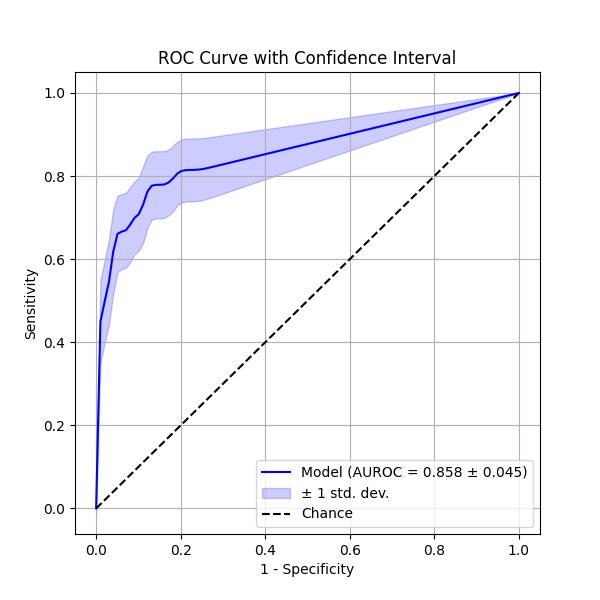 ROC Curve with Confidence Interval
Sensitivity
1.0
0.8
0.6
0.4
0.2
0.0
Model (AUROC = 0.858 ± 0.045)
± 1 std. dev.
Chance
0.0 0.2 0.4 0.6 0.8 1.0
1 - Specificity